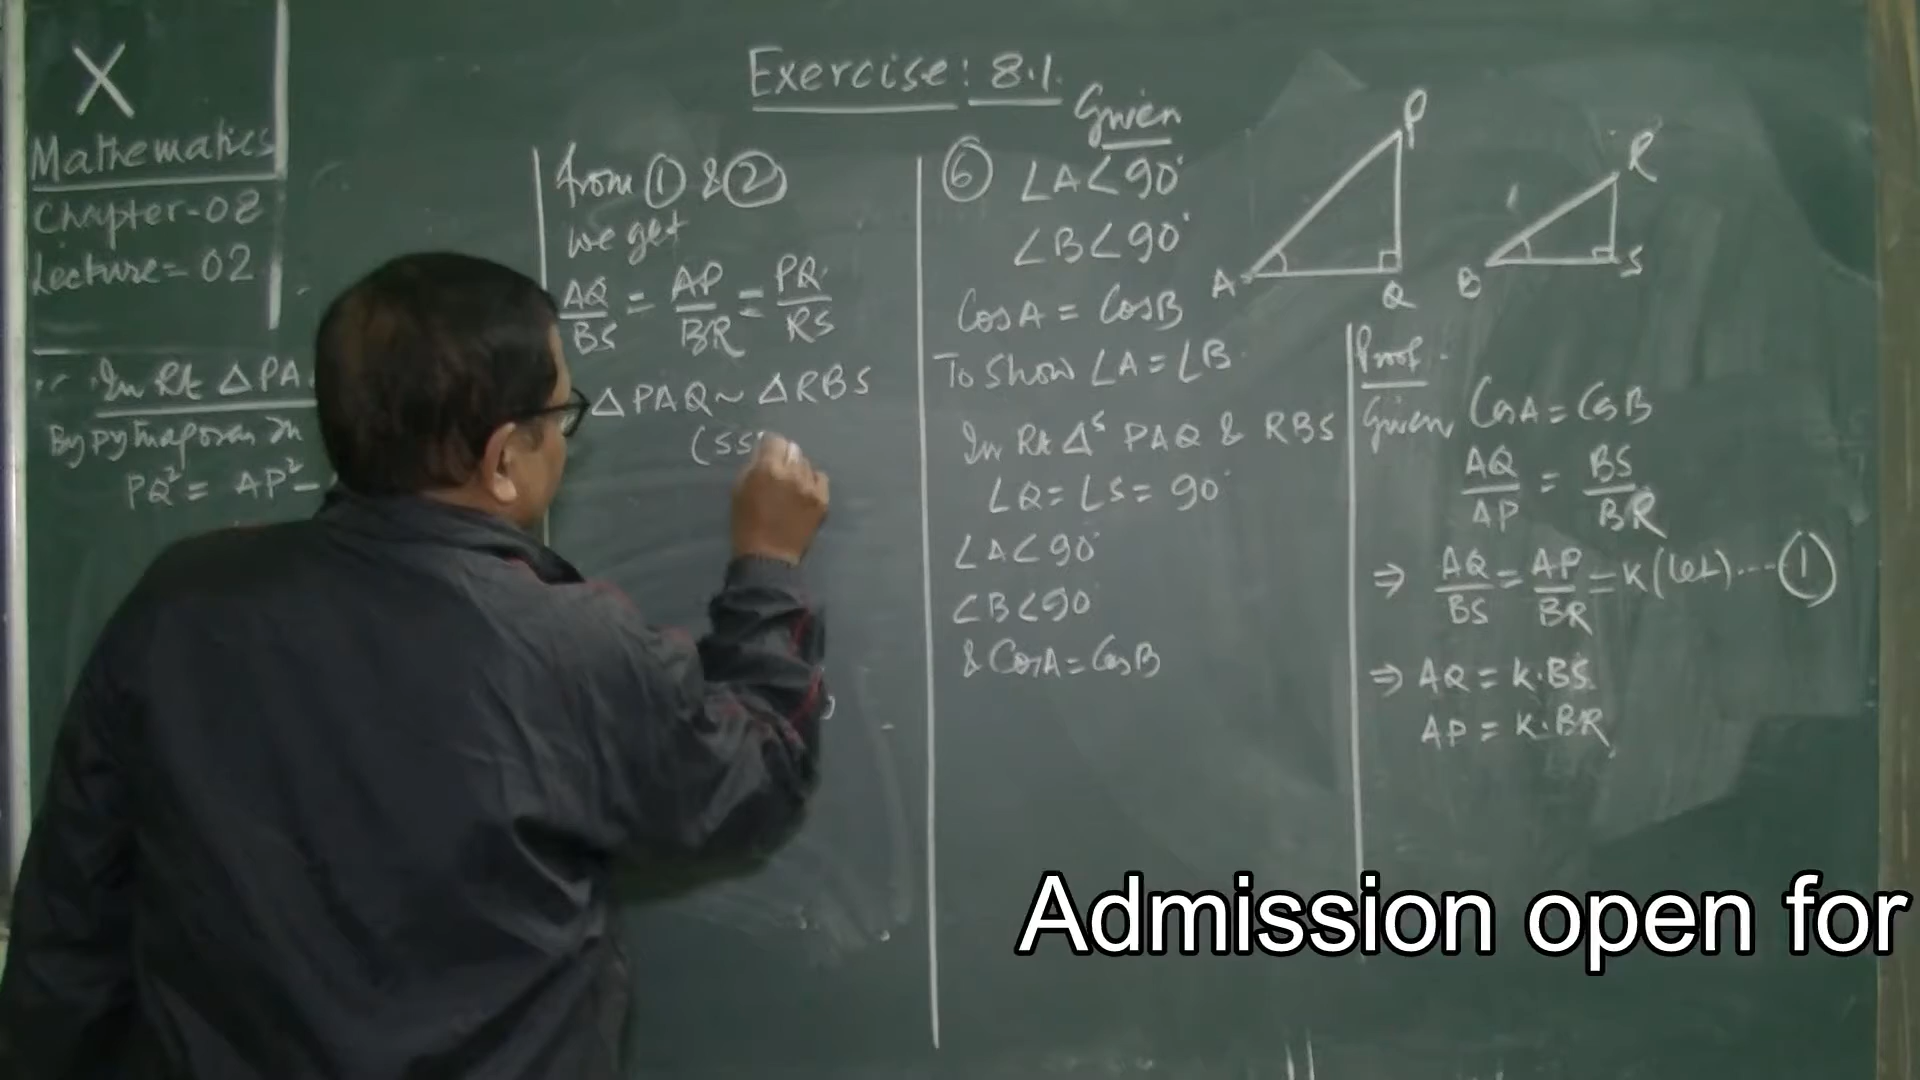 X
Mathematics
Chapter-08
Lecture- 02
In Rt ΔPA
By
PQ² = AP² -
Exercise: 8.1.
from ① & ②
we get
AQ/BS = AP/BR = PQ/RS
ΔPAQ ~ ΔRBS
(SS
Given
⑥ ∠A<90°
∠B<90°
CosA = CosB
To Show ∠A = ∠B.
In Rt Δˢ PAQ & RBS
∠Q = ∠S = 90°
∠A<90°
∠B<90
& CosA = CosB
P
A
Q
R
B
S
Proof.
Given CosA = CosB
AQ/AP = BS/BR
⇒ AQ/BS = AP/BR = K (let) .... ①
⇒ AQ = K.BS.
AP = K.BR
Admission open for